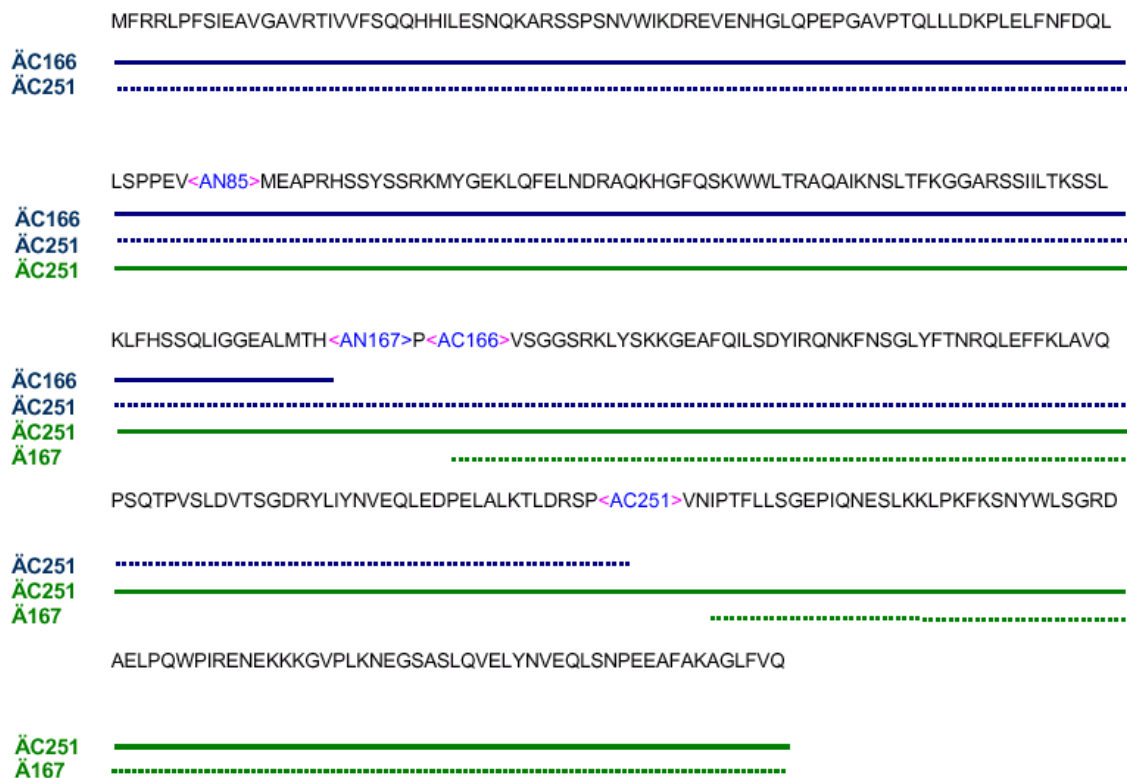 MFRRLPFSIEAVGAVRTIVVFSQQHHILESNQKARSSPSNVWIKDREVENHGLQPEPGAVPTQLLLDKPLELFNFDQL
ÄC166
ÄC251
LSPPEV<AN85>MEAPRHSSYSSRKMYGEKLQFELNDRAQKHGFQSKWWLTRAQAIKNSLTFKGGARSSIILTKSSL
ÄC166
ÄC251
ÄC251
KLFHSSQLIGGEALMTH<AN167>P<AC166>VSGGSRKLYSKKGEAFQILSDYIRQNKFNSGLYFTNRQLEFFKLAVQ
ÄC166
ÄC251
ÄC251
Ä167
PSQTPVSLDVTSGDRYLIYNVEQLEDPELALKTLDRSP<AC251>VNIPTFLLSGEPIQNESLKKLPKFKSNYWLSGRD
ÄC251
ÄC251
Ä167
AELPQWPIRENEKKKGVPLKNEGSASLQVELYNVEQLSNPEEAFAKAGLFVQ
ÄC251
Ä167